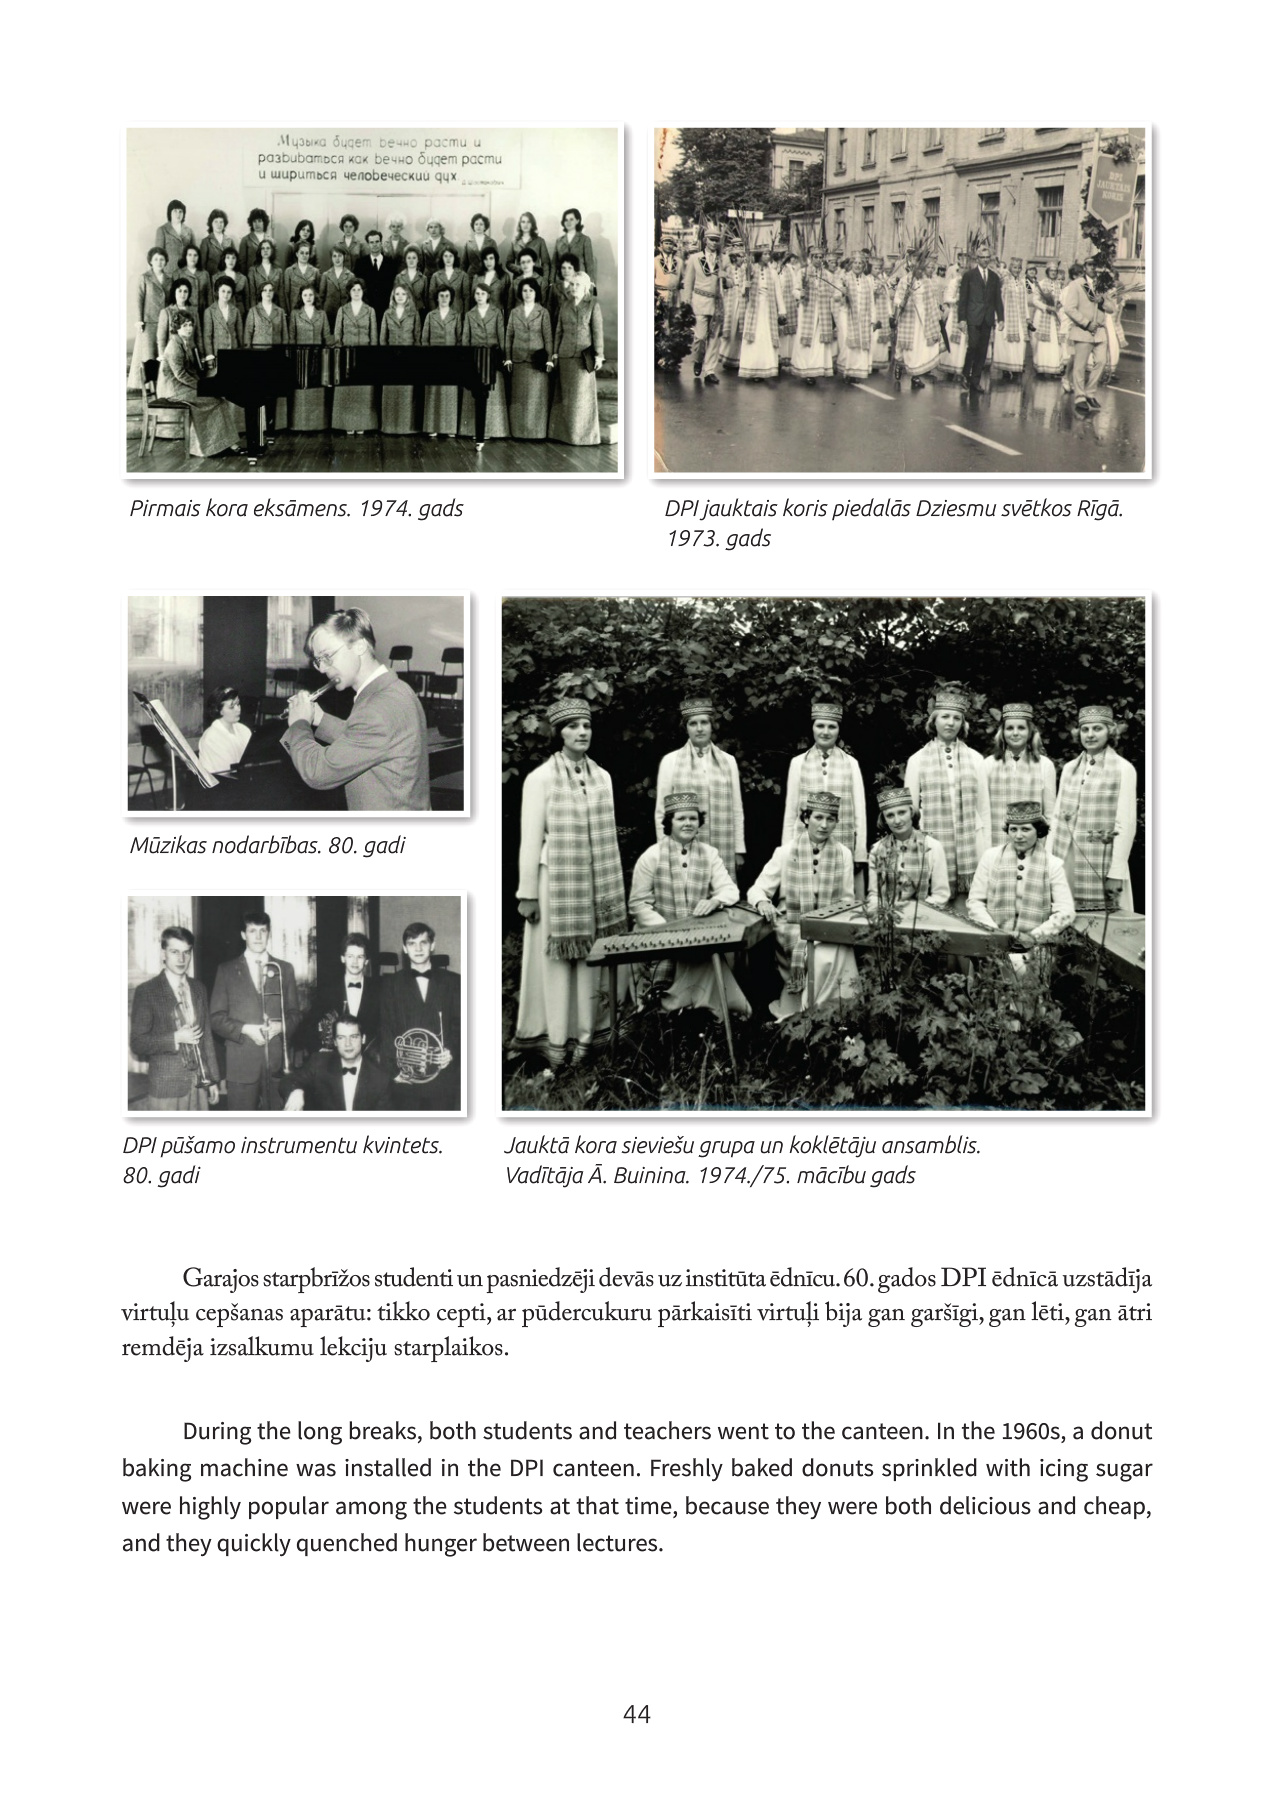 Музыка будет вечно расти и
развиваться как вечно будет расти
и шириться человеческий дух
DPI
JAUKTAIS
KORIS
Pirmais kora eksāmens. 1974. gads
DPI jauktais koris piedalās Dziesmu svētkos Rīgā.
1973. gads
Mūzikas nodarbības. 80. gadi
DPI pūšamo instrumentu kvintets.
80. gadi
Jauktā kora sieviešu grupa un koklētāju ansamblis.
Vadītāja Ā. Buinina. 1974./75. mācību gads
Garajos starpbrīžos studenti un pasniedzēji devās uz institūta ēdnīcu. 60. gados DPI ēdnīcā uzstādīja
virtuļu cepšanas aparātu: tikko cepti, ar pūdercukuru pārkaisīti virtuļi bija gan garšīgi, gan lēti, gan ātri
remdēja izsalkumu lekciju starplaikos.
During the long breaks, both students and teachers went to the canteen. In the 1960s, a donut
baking machine was installed in the DPI canteen. Freshly baked donuts sprinkled with icing sugar
were highly popular among the students at that time, because they were both delicious and cheap,
and they quickly quenched hunger between lectures.
44